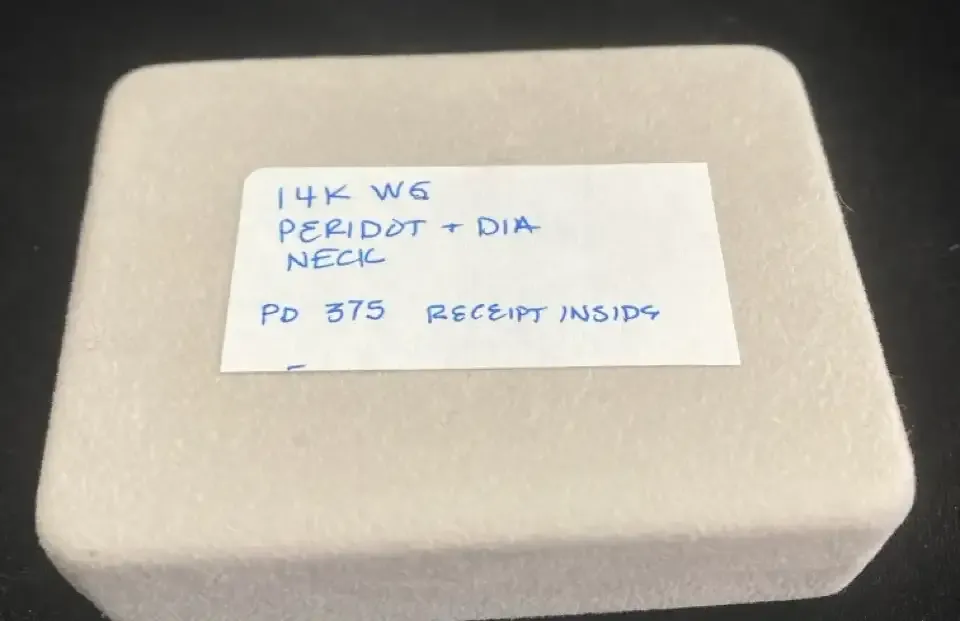 14K WG
PERIDOT + DIA
NECK
PD 375 RECEIPT INSIDE